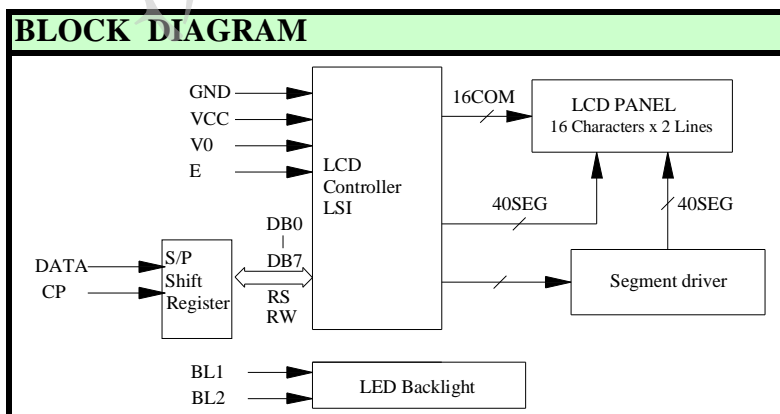 BLOCK DIAGRAM
GND
VCC
V0
E
LCD
Controller
LSI
16COM
LCD PANEL
16 Characters x 2 Lines
40SEG
40SEG
DB0
DB7
RS
RW
DATA
CP
S/P
Shift
Register
Segment driver
BL1
BL2
LED Backlight